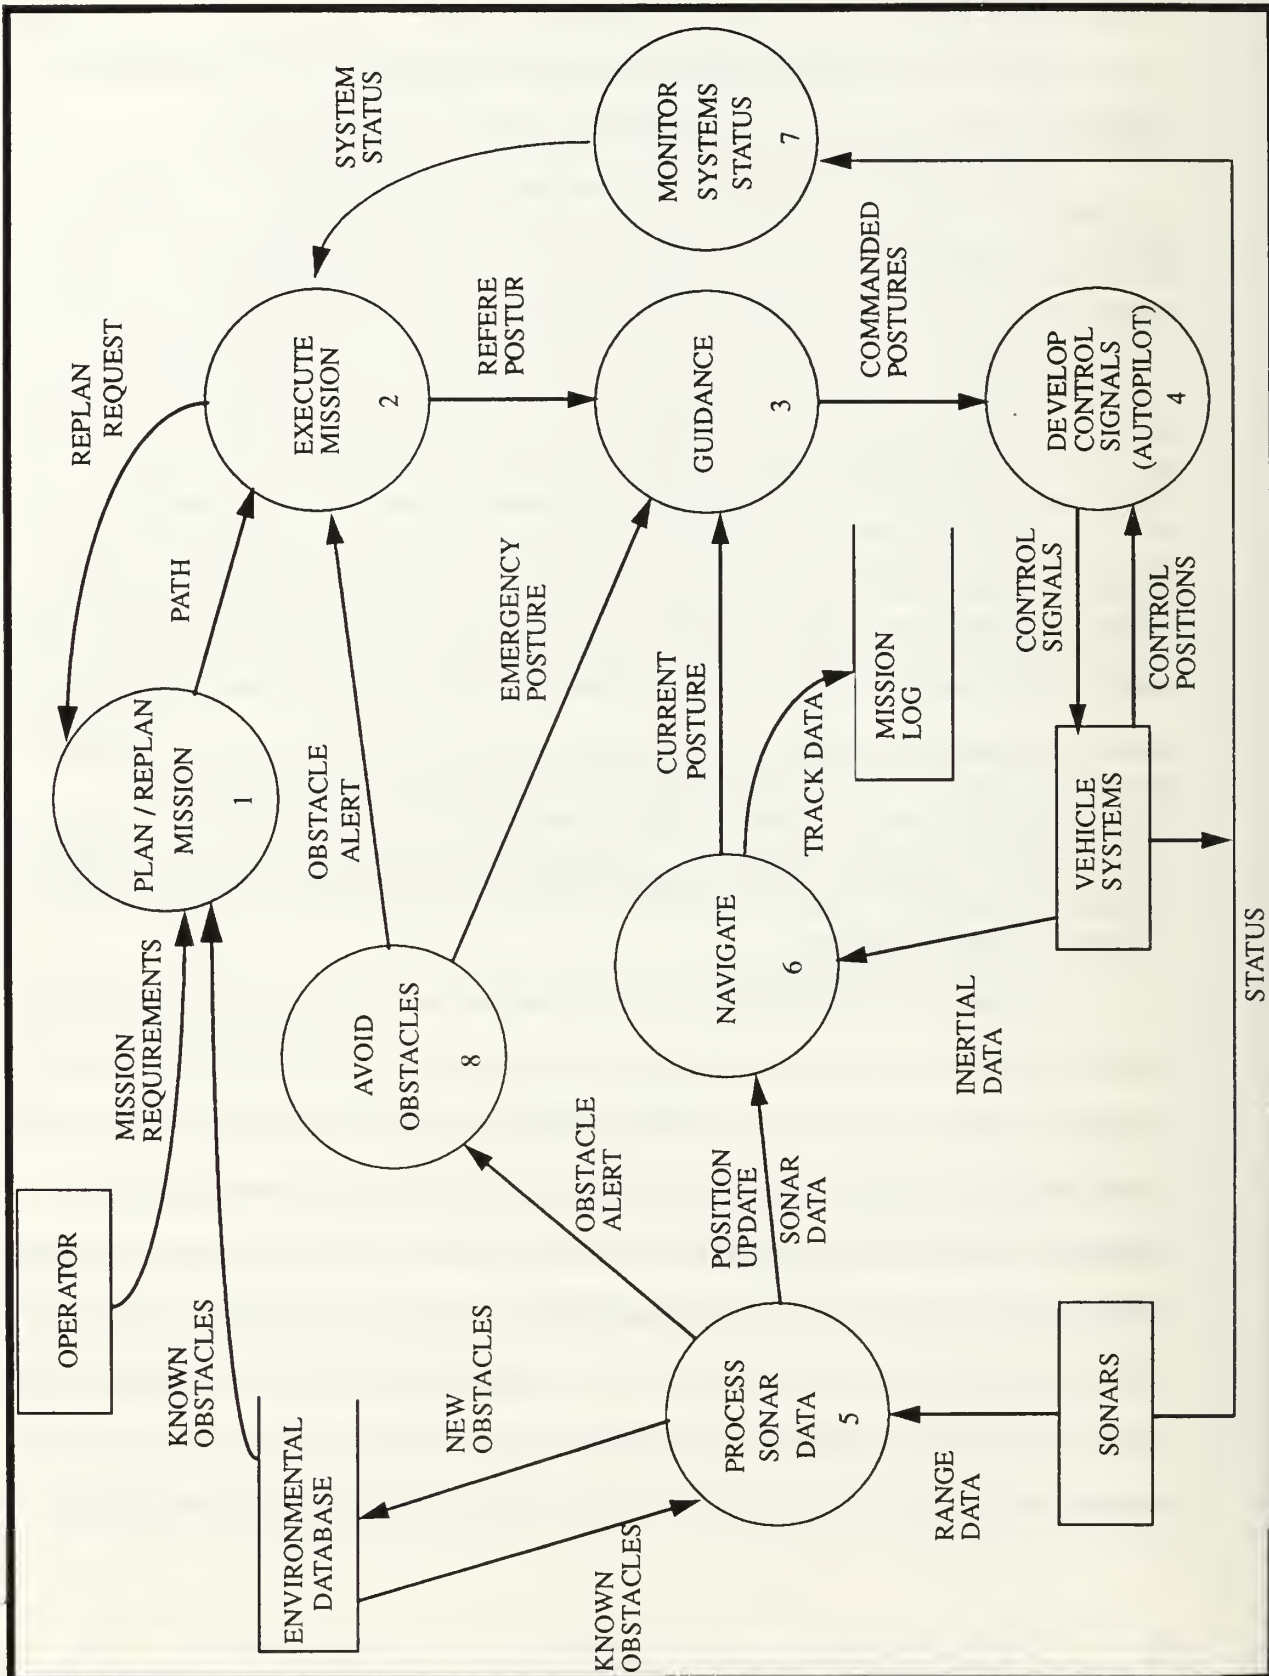 OPERATOR
MISSION
REQUIREMENTS
PLAN / REPLAN
MISSION
1
REPLAN
REQUEST
KNOWN
OBSTACLES
PATH
ENVIRONMENTAL
DATABASE
AVOID
OBSTACLES
8
OBSTACLE
ALERT
EXECUTE
MISSION
2
SYSTEM
STATUS
NEW
OBSTACLES
EMERGENCY
POSTURE
REFERE
POSTUR
KNOWN
OBSTACLES
OBSTACLE
ALERT
PROCESS
SONAR
DATA
5
POSITION
UPDATE
SONAR
DATA
NAVIGATE
6
CURRENT
POSTURE
TRACK DATA
GUIDANCE
3
MONITOR
SYSTEMS
STATUS
7
MISSION
LOG
COMMANDED
POSTURES
RANGE
DATA
INERTIAL
DATA
CONTROL
SIGNALS
DEVELOP
CONTROL
SIGNALS
(AUTOPILOT)
4
SONARS
VEHICLE
SYSTEMS
CONTROL
POSITIONS
STATUS